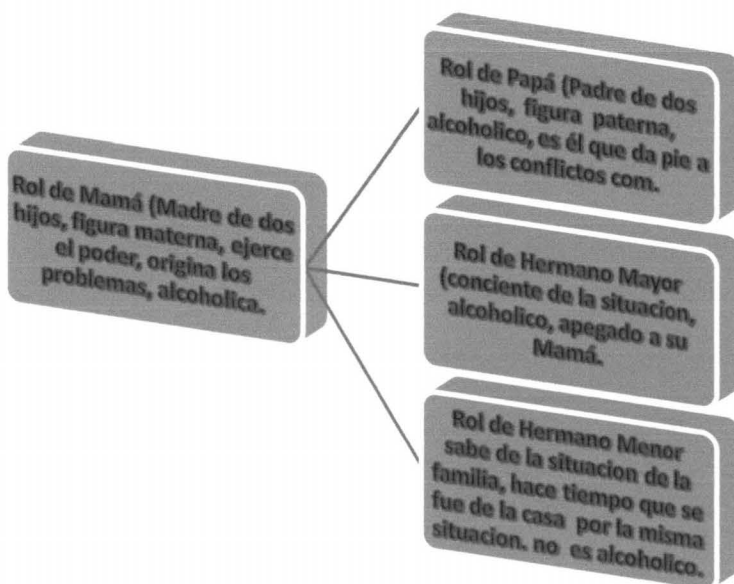 Rol de Mamá (Madre de dos
hijos, figura materna, ejerce
el poder, origina los
problemas, alcoholica.
Rol de Papá (Padre de dos
hijos, figura paterna,
alcoholico, es él que da pie a
los conflictos com.
Rol de Hermano Mayor
(conciente de la situacion,
alcoholico, apegado a su
Mamá.
Rol de Hermano Menor
sabe de la situacion de la
familia, hace tiempo que se
fue de la casa por la misma
situacion. no es alcoholico.